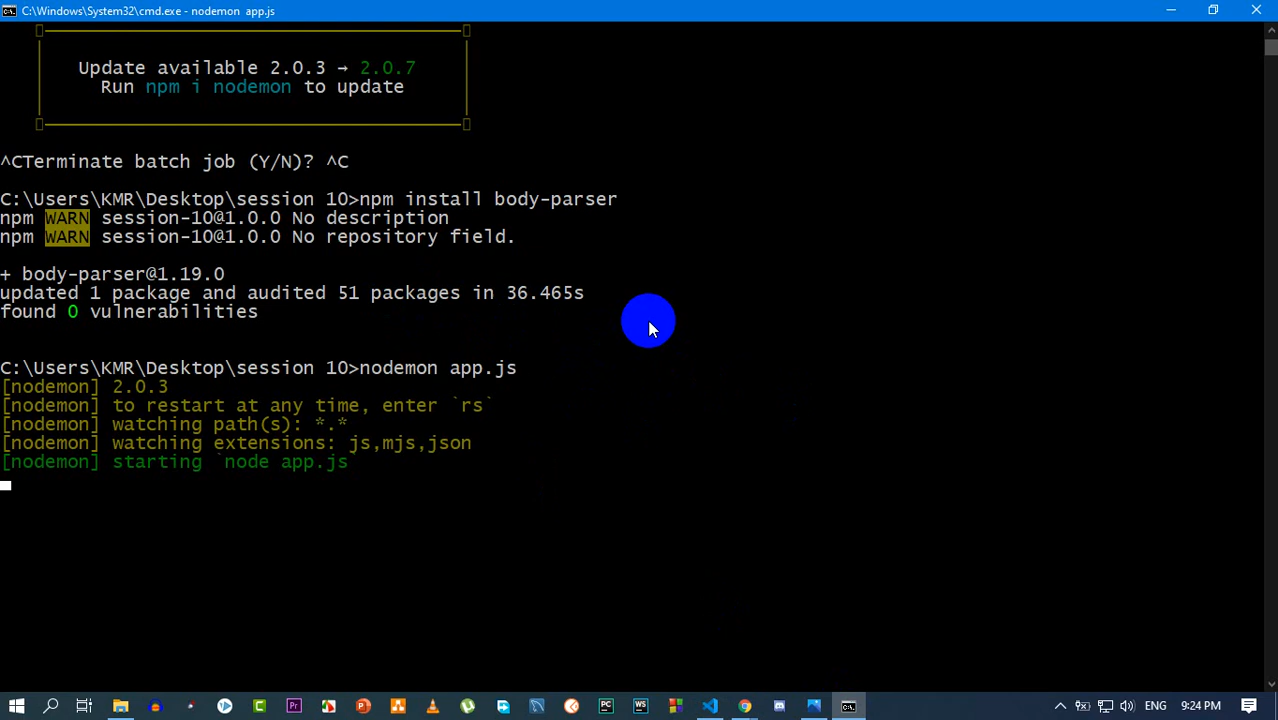 C:\Windows\System32\cmd.exe - nodemon app.js
Update available 2.0.3 → 2.0.7
Run npm i nodemon to update
^CTerminate batch job (Y/N)? ^C
C:\Users\KMR\Desktop\session 10>npm install body-parser
npm WARN session-10@1.0.0 No description
npm WARN session-10@1.0.0 No repository field.
+ body-parser@1.19.0
updated 1 package and audited 51 packages in 36.465s
found 0 vulnerabilities
C:\Users\KMR\Desktop\session 10>nodemon app.js
[nodemon] 2.0.3
[nodemon] to restart at any time, enter `rs`
[nodemon] watching path(s): *.*
[nodemon] watching extensions: js,mjs,json
[nodemon] starting `node app.js`
ENG 9:24 PM